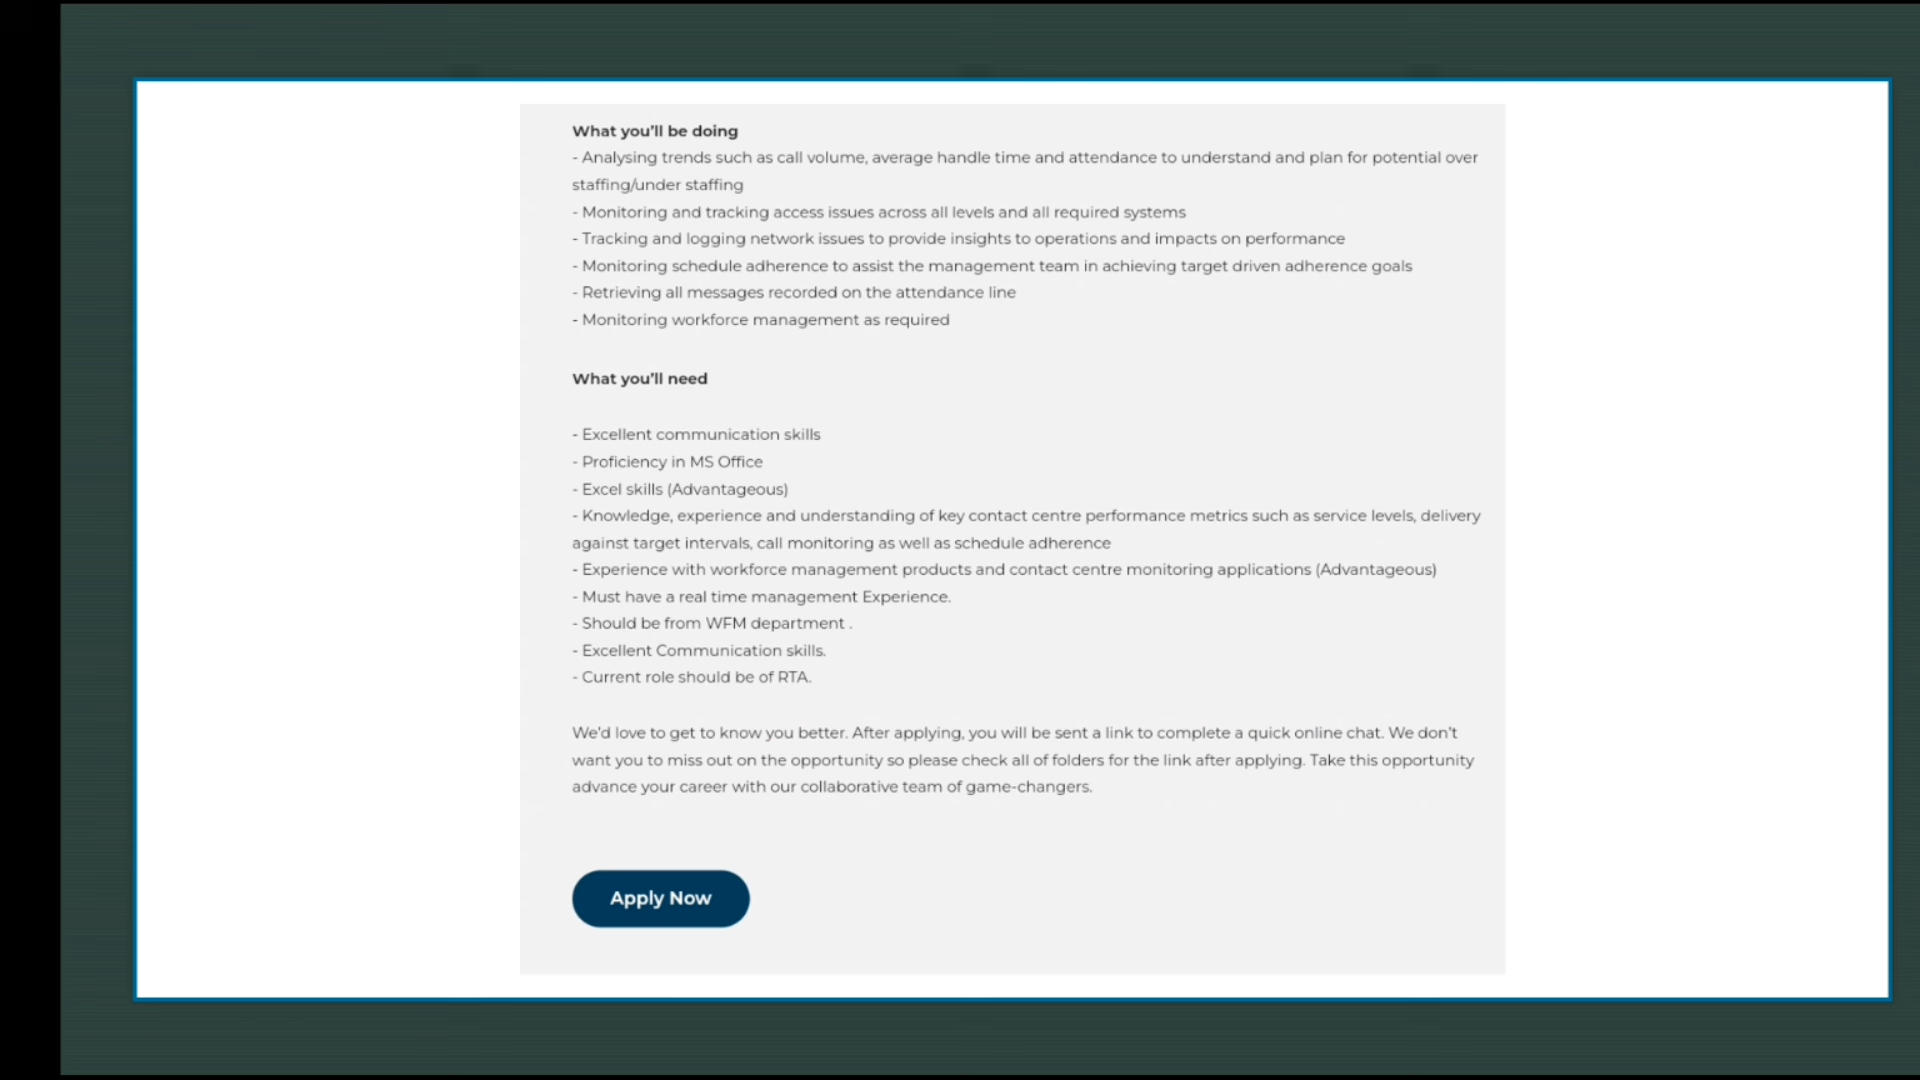 What you'll be doing
- Analysing trends such as call volume, average handle time and attendance to understand and plan for potential over
staffing/under staffing
- Monitoring and tracking access issues across all levels and all required systems
- Tracking and logging network issues to provide insights to operations and impacts on performance
- Monitoring schedule adherence to assist the management team in achieving target driven adherence goals
- Retrieving all messages recorded on the attendance line
- Monitoring workforce management as required
What you'll need
- Excellent communication skills
- Proficiency in MS Office
- Excel skills (Advantageous)
- Knowledge, experience and understanding of key contact centre performance metrics such as service levels, delivery
against target intervals, call monitoring as well as schedule adherence
- Experience with workforce management products and contact centre monitoring applications (Advantageous)
- Must have a real time management Experience.
- Should be from WFM department .
- Excellent Communication skills.
- Current role should be of RTA.
We'd love to get to know you better. After applying, you will be sent a link to complete a quick online chat. We don't
want you to miss out on the opportunity so please check all of folders for the link after applying. Take this opportunity
advance your career with our collaborative team of game-changers.
Apply Now